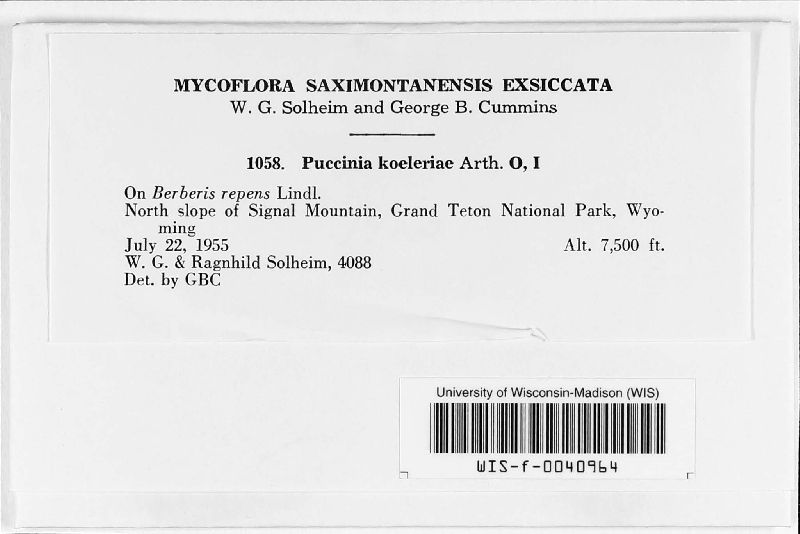 MYCOFLORA SAXIMONTANENSIS EXSICCATA
W. G. Solheim and George B. Cummins
1058. Puccinia koeleriae Arth. O, I
On Berberis repens Lindl.
North slope of Signal Mountain, Grand Teton National Park, Wyo-
ming
July 22, 1955 Alt. 7,500 ft.
W. G. & Ragnhild Solheim, 4088
Det. by GBC
University of Wisconsin-Madison (WIS)
WIS-f-0040964